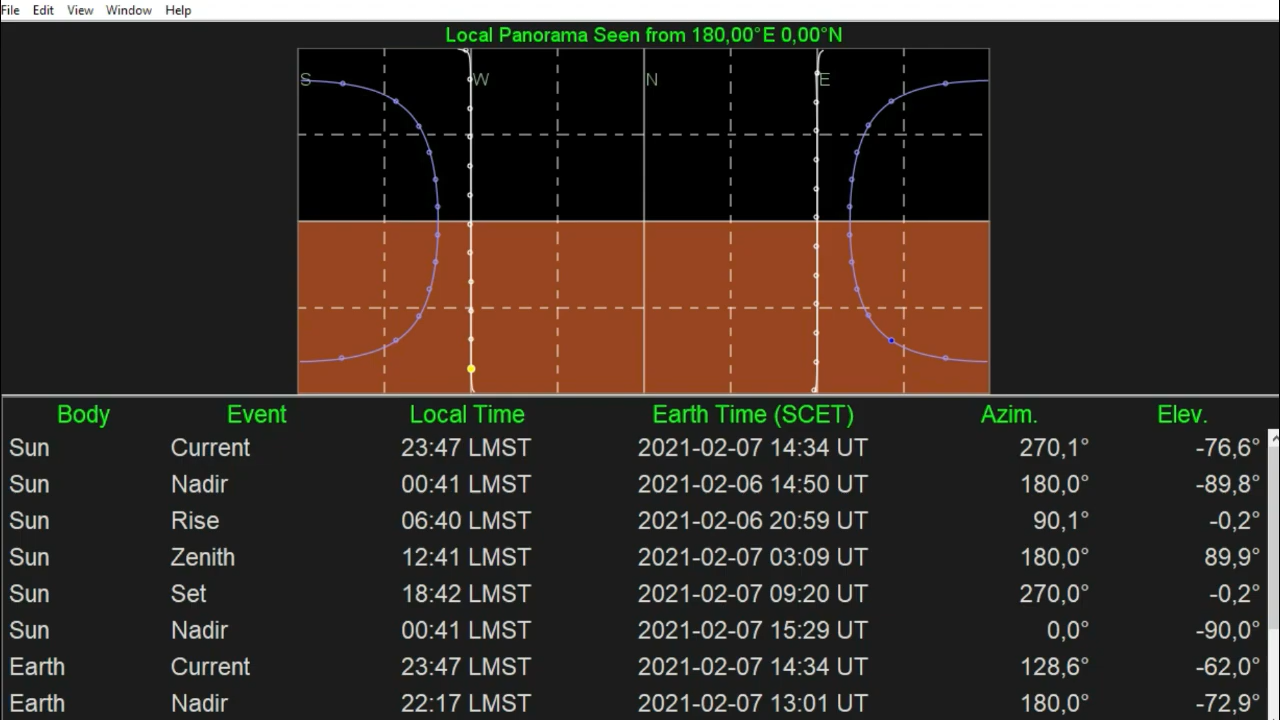 File Edit View Window Help
Local Panorama Seen from 180,00°E 0,00°N
S W N E
Body Event Local Time Earth Time (SCET) Azim. Elev.
Sun Current 23:47 LMST 2021-02-07 14:34 UT 270,1° -76,6°
Sun Nadir 00:41 LMST 2021-02-06 14:50 UT 180,0° -89,8°
Sun Rise 06:40 LMST 2021-02-06 20:59 UT 90,1° -0,2°
Sun Zenith 12:41 LMST 2021-02-07 03:09 UT 180,0° 89,9°
Sun Set 18:42 LMST 2021-02-07 09:20 UT 270,0° -0,2°
Sun Nadir 00:41 LMST 2021-02-07 15:29 UT 0,0° -90,0°
Earth Current 23:47 LMST 2021-02-07 14:34 UT 128,6° -62,0°
Earth Nadir 22:17 LMST 2021-02-07 13:01 UT 180,0° -72,9°